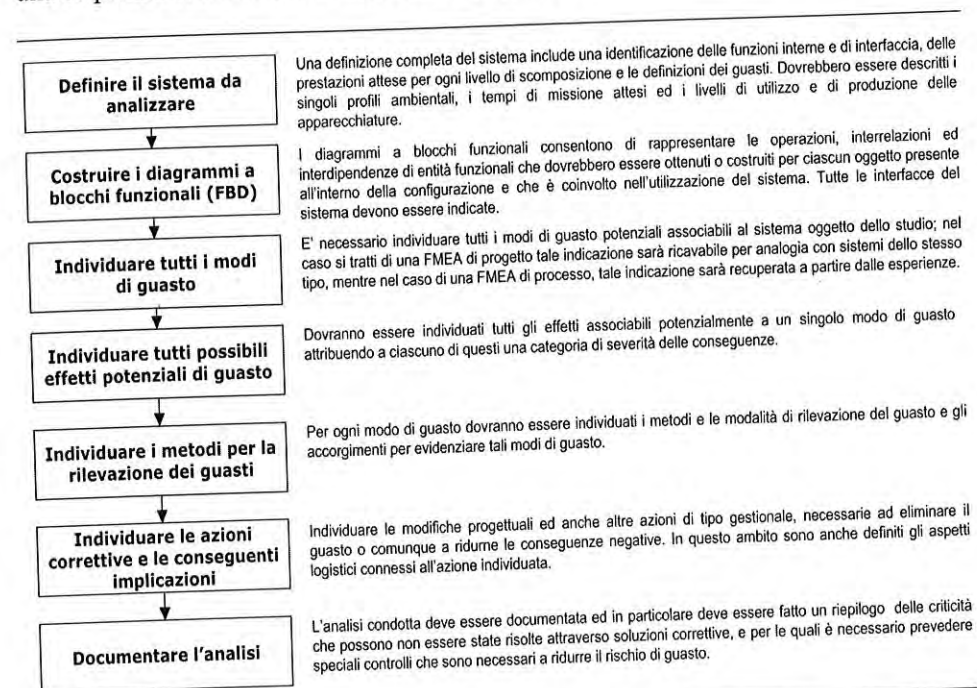 Definire il sistema da
analizzare
Una definizione completa del sistema include una identificazione delle funzioni interne e di interfaccia, delle
prestazioni attese per ogni livello di scomposizione e le definizioni dei guasti. Dovrebbero essere descritti i
singoli profili ambientali, i tempi di missione attesi ed i livelli di utilizzo e di produzione delle
apparecchiature.
Costruire i diagrammi a
blocchi funzionali (FBD)
I diagrammi a blocchi funzionali consentono di rappresentare le operazioni, interrelazioni ed
interdipendenze di entità funzionali che dovrebbero essere ottenuti o costruiti per ciascun oggetto presente
all'interno della configurazione e che è coinvolto nell'utilizzazione del sistema. Tutte le interfacce del
sistema devono essere indicate.
Individuare tutti i modi
di guasto
E' necessario individuare tutti i modi di guasto potenziali associabili al sistema oggetto dello studio; nel
caso si tratti di una FMEA di progetto tale indicazione sarà ricavabile per analogia con sistemi dello stesso
tipo, mentre nel caso di una FMEA di processo, tale indicazione sarà recuperata a partire dalle esperienze.
Individuare tutti possibili
effetti potenziali di guasto
Dovranno essere individuati tutti gli effetti associabili potenzialmente a un singolo modo di guasto
attribuendo a ciascuno di questi una categoria di severità delle conseguenze.
Individuare i metodi per la
rilevazione dei guasti
Per ogni modo di guasto dovranno essere individuati i metodi e le modalità di rilevazione del guasto e gli
accorgimenti per evidenziare tali modi di guasto.
Individuare le azioni
correttive e le conseguenti
implicazioni
Individuare le modifiche progettuali ed anche altre azioni di tipo gestionale, necessarie ad eliminare il
guasto o comunque a ridurne le conseguenze negative. In questo ambito sono anche definiti gli aspetti
logistici connessi all'azione individuata.
Documentare l'analisi
L'analisi condotta deve essere documentata ed in particolare deve essere fatto un riepilogo delle criticità
che possono non essere state risolte attraverso soluzioni correttive, e per le quali è necessario prevedere
speciali controlli che sono necessari a ridurre il rischio di guasto.